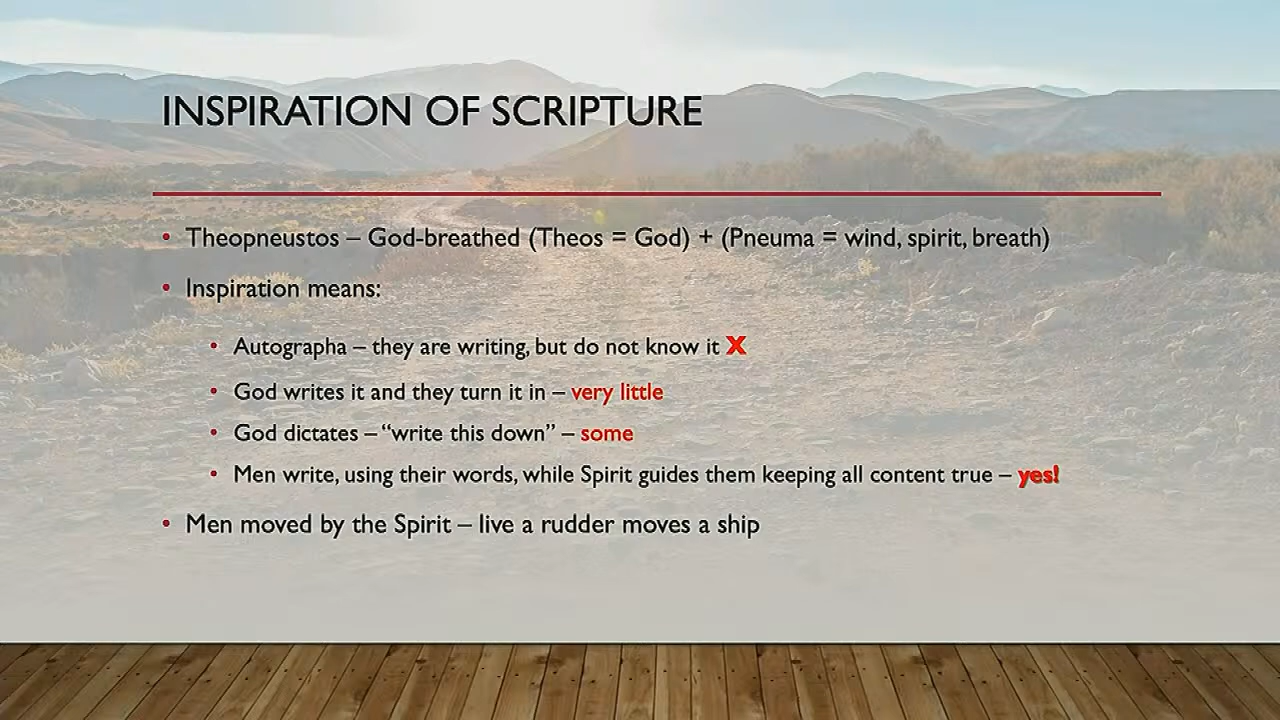 INSPIRATION OF SCRIPTURE
• Theopneustos – God-breathed (Theos = God) + (Pneuma = wind, spirit, breath)
• Inspiration means:
• Autographa – they are writing, but do not know it X
• God writes it and they turn it in – very little
• God dictates – “write this down” – some
• Men write, using their words, while Spirit guides them keeping all content true – yes!
• Men moved by the Spirit – live a rudder moves a ship